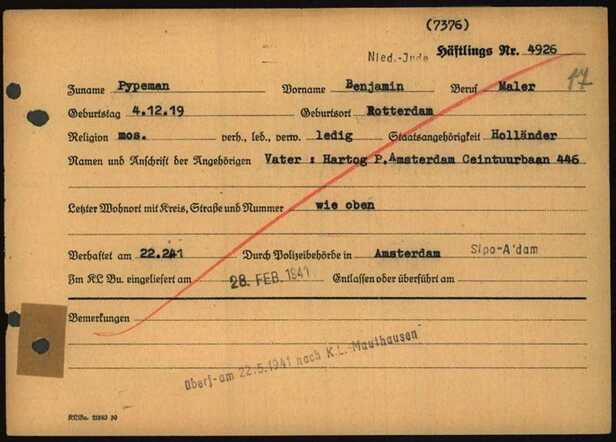 (7376)
Nied.-Jude Häftlings Nr. 4926
Zuname Pypeman Vorname Benjamin Beruf Maler 17
Geburtstag 4.12.19 Geburtsort Rotterdam
Religion mos. verh., led., verw. ledig Staatsangehörigkeit Holländer
Namen und Anschrift der Angehörigen Vater : Hartog P.Amsterdam Ceintuurbaan 446
Letzter Wohnort mit Kreis, Straße und Nummer wie oben
Verhaftet am 22.241 Durch Polizeibehörde in Amsterdam Sipo-A'dam
Im KL Bu. eingeliefert am 28. FEB. 1941 Entlassen oder überführt am
Bemerkungen
überf.am 22.5.1941 nach K.L.-Mauthausen